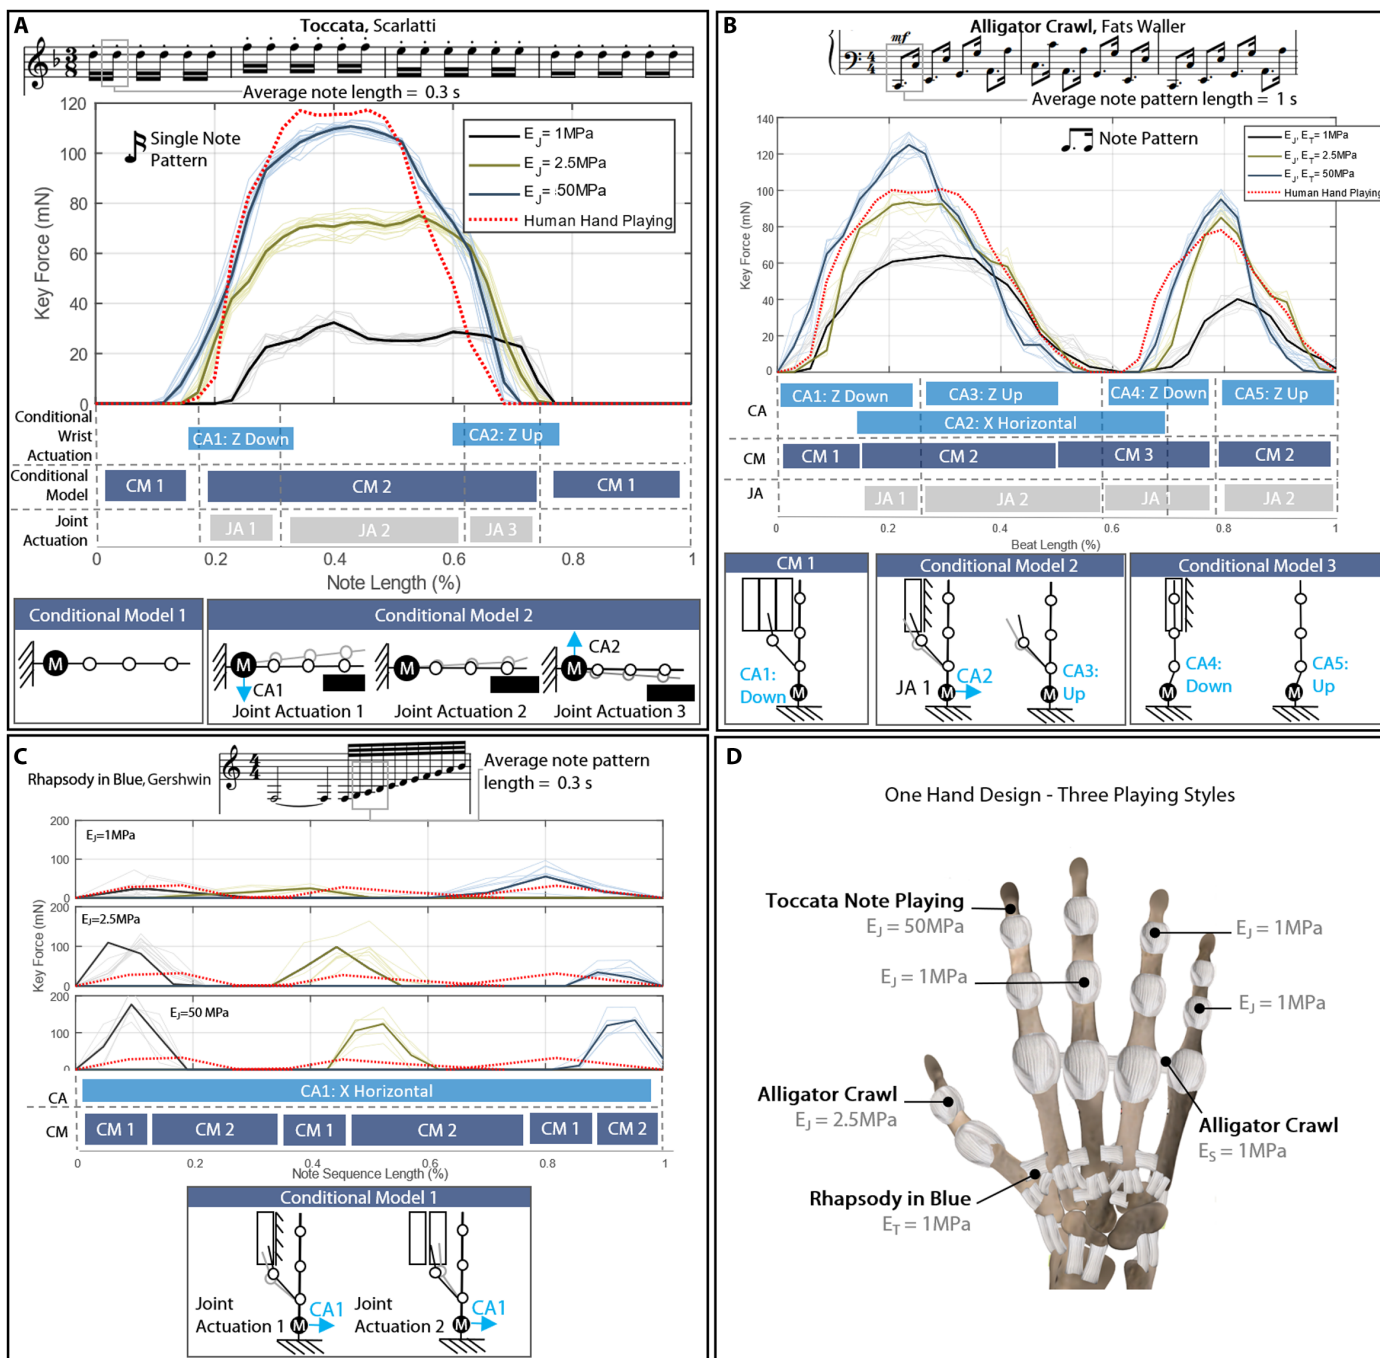 A
Toccata, Scarlatti
3
8
Average note length = 0.3 s
120
100
80
60
40
20
0
Key Force (mN)
Single Note
Pattern
E_J= 1MPa
E_J= 2.5MPa
E_J= 50MPa
Human Hand Playing
Conditional
Wrist
Actuation
CA1: Z Down
CA2: Z Up
Conditional
Model
CM 1
CM 2
CM 1
Joint
Actuation
JA 1
JA 2
JA 3
0
0.2
0.4
0.6
0.8
1
Note Length (%)
Conditional Model 1
M
Conditional Model 2
M
CA1
Joint Actuation 1
M
Joint Actuation 2
CA2
M
Joint Actuation 3
B
Alligator Crawl, Fats Waller
mf
4
4
Average note pattern length = 1 s
140
120
100
80
60
40
20
0
Key Force (mN)
Note Pattern
E_J, E_T= 1MPa
E_J, E_T= 2.5MPa
E_J, E_T= 50MPa
Human Hand Playing
CA
CA1: Z Down
CA3: Z Up
CA4: Z Down
CA5: Z Up
CA2: X Horizontal
CM
CM 1
CM 2
CM 3
CM 2
JA
JA 1
JA 2
JA 1
JA 2
0
0.2
0.4
0.6
0.8
1
Beat Length (%)
CM 1
CA1:
Down
M
Conditional Model 2
JA 1
CA2
M
CA3:
Up
M
Conditional Model 3
CA4:
Down
M
CA5:
Up
M
C
Rhapsody in Blue, Gershwin
4
4
Average note pattern
length = 0.3 s
200
100
0
E_J=1MPa
200
100
0
E_J=2.5MPa
200
100
0
E_J=50 MPa
Key Force (mN)
CA
CA1: X Horizontal
CM
CM 1
CM 2
CM 1
CM 2
CM 1
CM 2
0
0.2
0.4
0.6
0.8
1
Note Sequence Length (%)
Conditional Model 1
Joint
Actuation 1
CA1
M
Joint
Actuation 2
CA1
M
D
One Hand Design - Three Playing Styles
Toccata Note Playing
E_J = 50MPa
E_J = 1MPa
E_J = 1MPa
E_J = 1MPa
Alligator Crawl
E_J = 2.5MPa
Alligator Crawl
E_S = 1MPa
Rhapsody in Blue
E_T = 1MPa